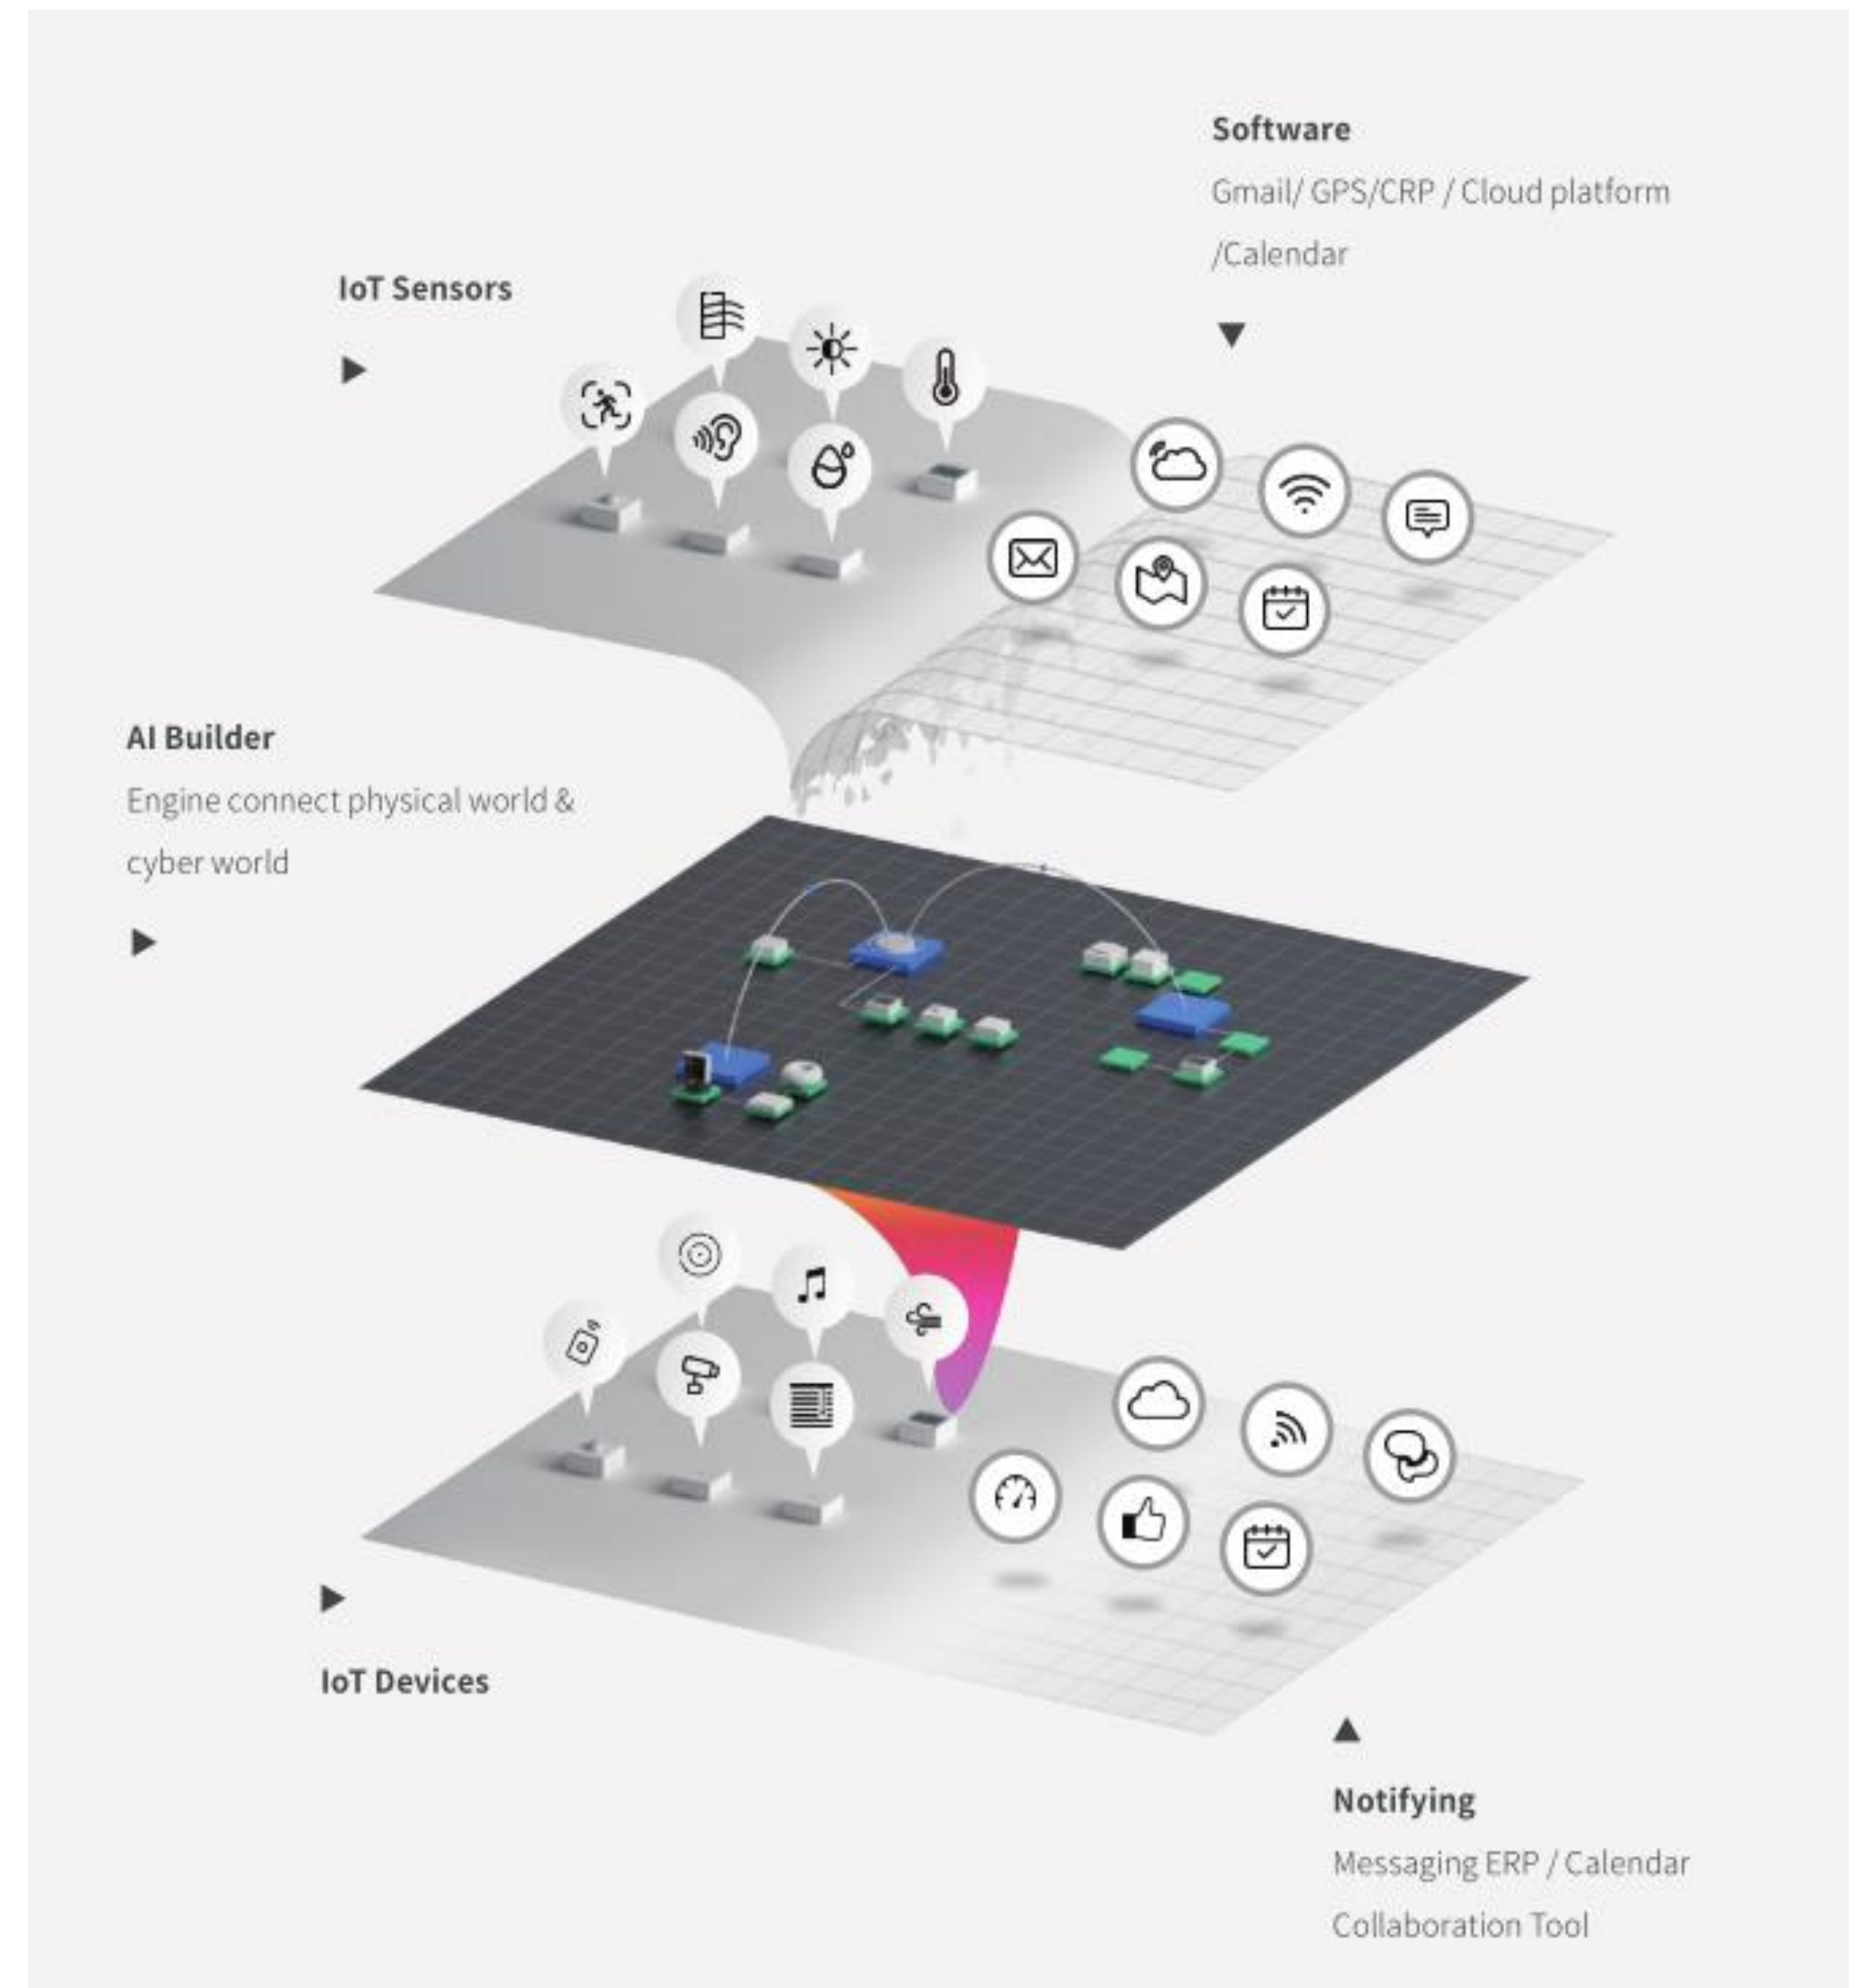 Software
Gmail/ GPS/CRP / Cloud platform
/Calendar
IoT Sensors
AI Builder
Engine connect physical world &
cyber world
IoT Devices
Notifying
Messaging ERP / Calendar
Collaboration Tool